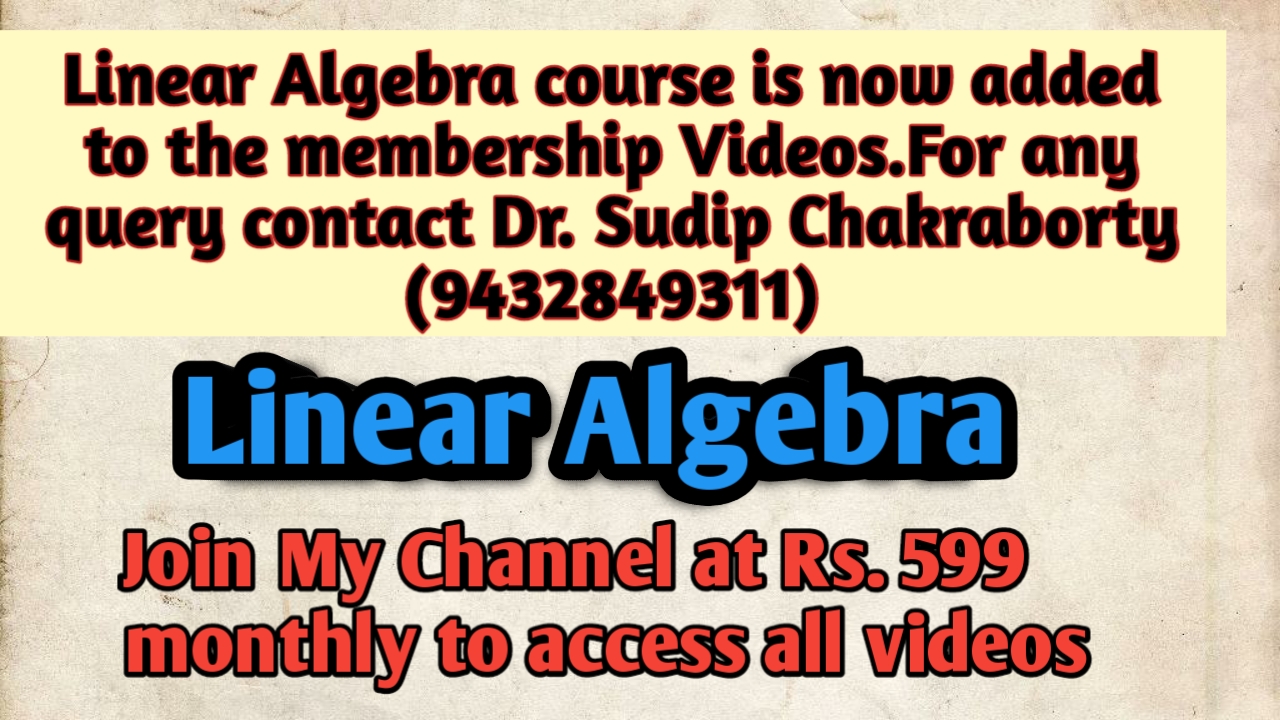 Linear Algebra course is now added
to the membership Videos.For any
query contact Dr. Sudip Chakraborty
(9432849311)
Linear Algebra
Join My Channel at Rs. 599
monthly to access all videos